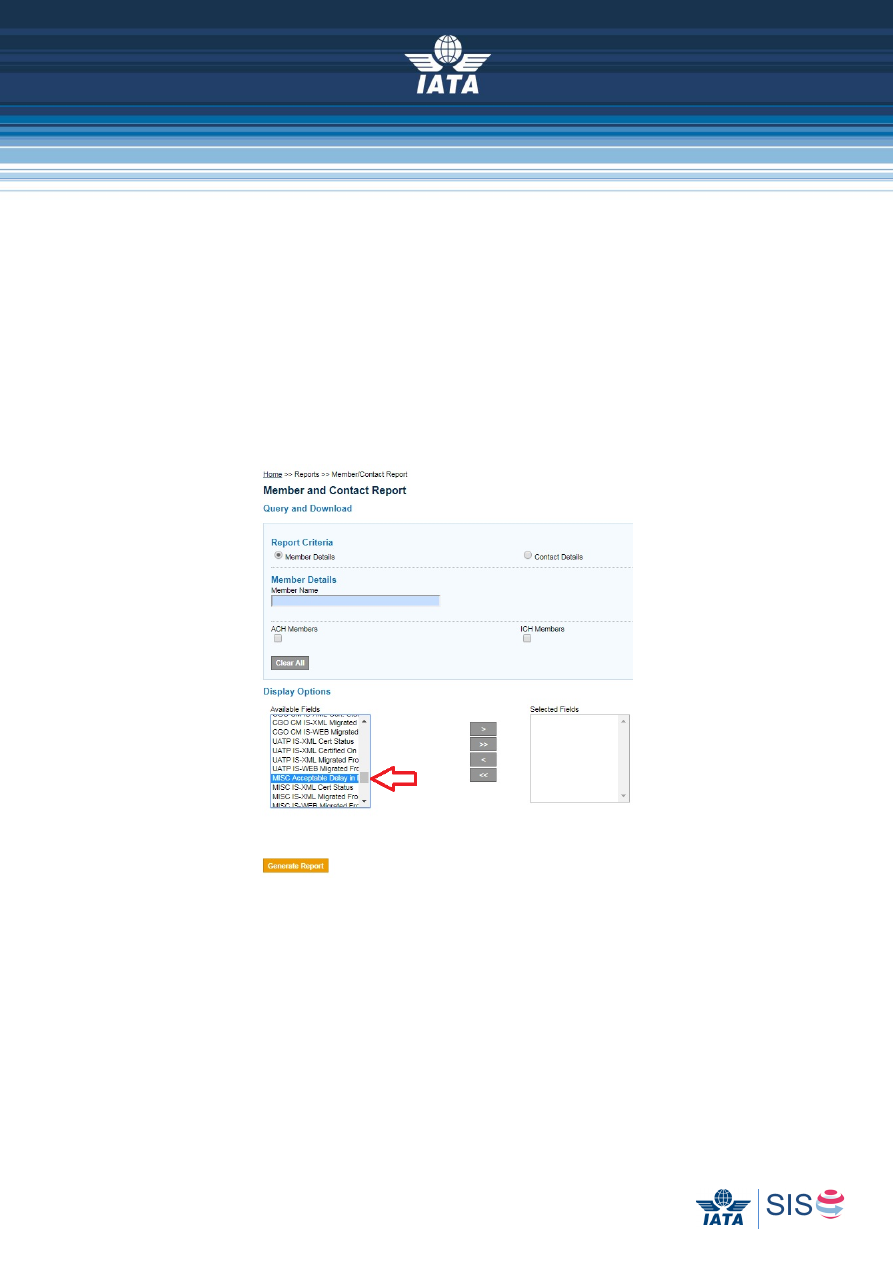 IATA
Home >> Reports >> Member/Contact Report
Member and Contact Report
Query and Download
Report Criteria
Member Details
Contact Details
Member Details
Member Name
ACH Members
ICH Members
Clear All
Display Options
Available Fields
Selected Fields
CGO CM IS-XML Migrated
CGO CM IS-WEB Migrated
UATP IS-XML Cert Status
UATP IS-XML Certified On
UATP IS-XML Migrated Fro
UATP IS-WEB Migrated Fro
MISC Acceptable Delay in
MISC IS-XML Cert Status
MISC IS-XML Migrated Fro
MISC IS-WEB Migrated Fro
>
>>
<
<<
Generate Report
IATA
SIS